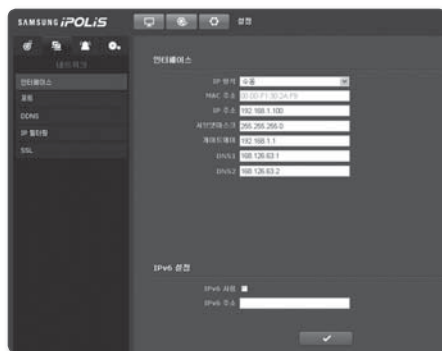 SAMSUNG iPOLiS
설정
네트워크
인터페이스
포트
DDNS
IP 필터링
SSL
인터페이스
IP 방식 수동
MAC 주소
IP 주소 192.168.1.100
서브넷마스크 255.255.255.0
게이트웨이 192.168.1.1
DNS1 168.126.63.1
DNS2 168.126.63.2
IPv6 설정
IPv6 사용
IPv6 주소